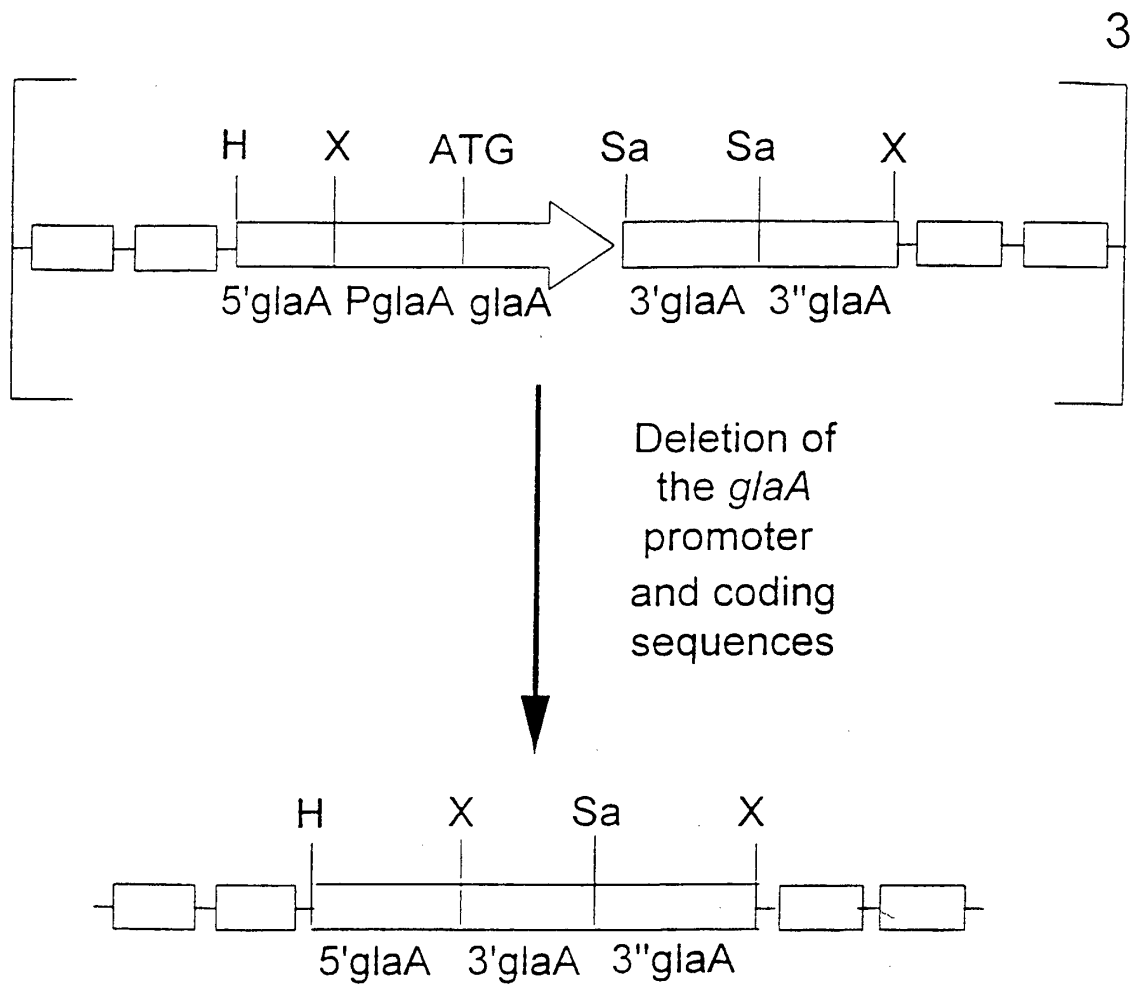 3
H X ATG Sa Sa X
5'glaA PglaA glaA 3'glaA 3"glaA
Deletion of
the glaA
promoter
and coding
sequences
H X Sa X
5'glaA 3'glaA 3"glaA